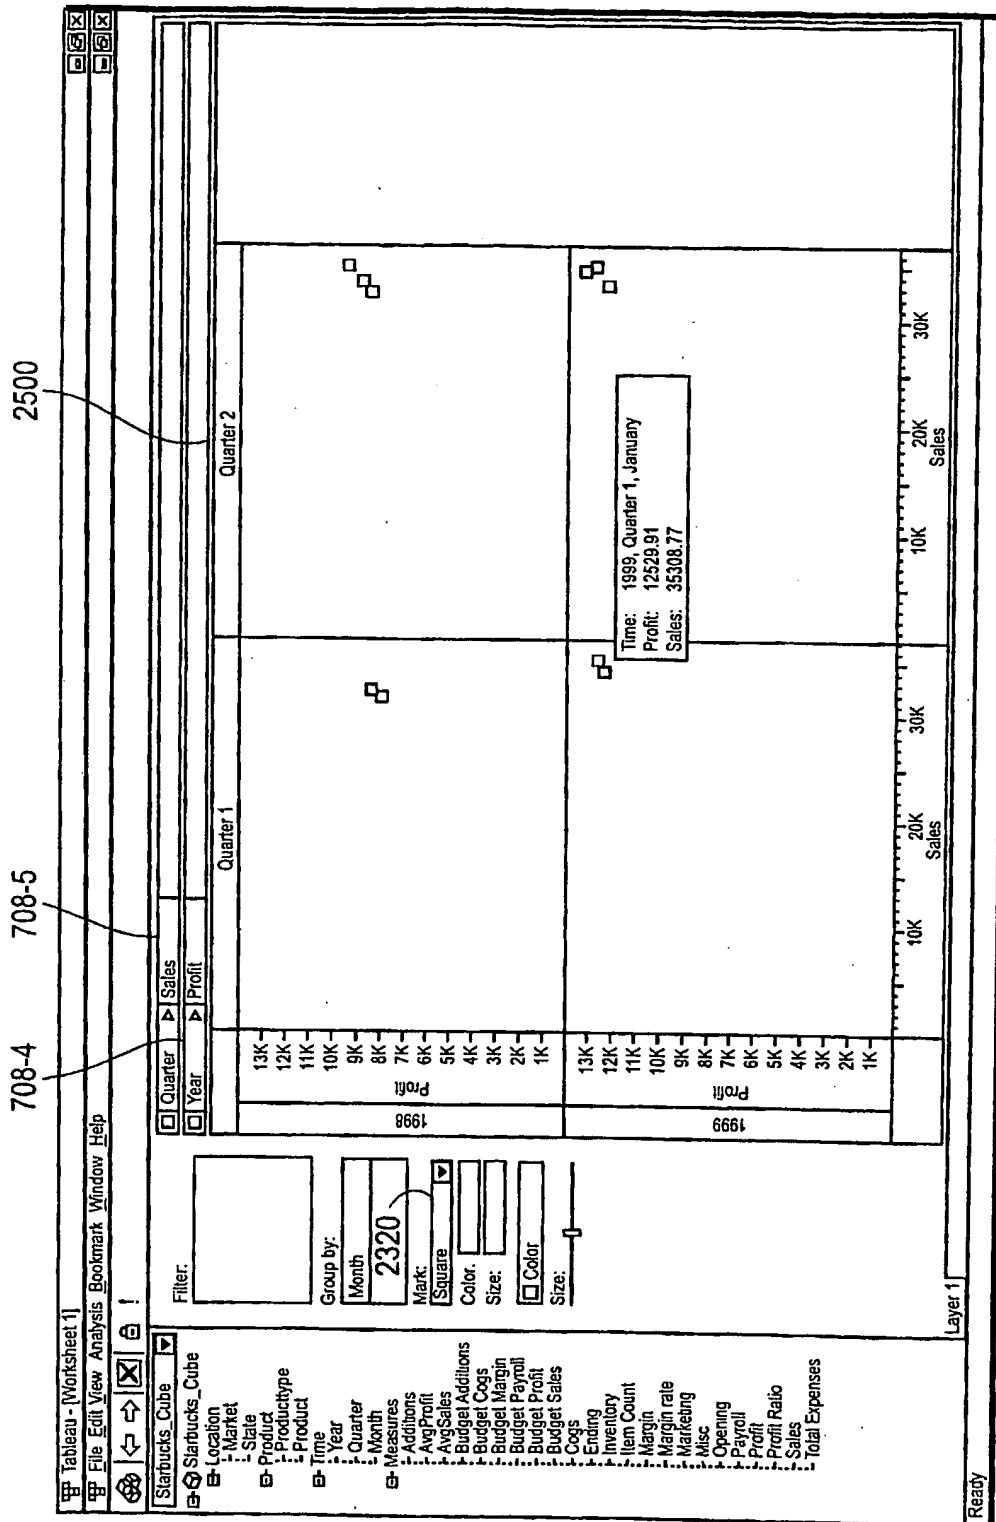 2500
708-5
708-4
Tableau - [Worksheet 1]
File Edit View Analysis Bookmark Window Help
!
Starbucks_Cube
Starbucks_Cube
Location
Market
State
Product
Producttype
Product
Time
Year
Quarter
Month
Measures
Additions
AvgProfit
AvgSales
Budget Additions
Budget Cogs
Budget Margin
Budget Payroll
Budget Profit
Budget Sales
Cogs
Ending
Inventory
Item Count
Margin
Margin rate
Marketing
Misc
Opening
Payroll
Profit
Profit Ratio
Sales
Total Expenses
Filter:
Group by:
Month
2320
Mark:
Square
Color.
Size:
Color
Size:
Quarter Sales
Year Profit
Quarter 1
Quarter 2
1998
Profit
13K
12K
11K
10K
9K
8K
7K
6K
5K
4K
3K
2K
1K
1999
Profit
13K
12K
11K
10K
9K
8K
7K
6K
5K
4K
3K
2K
1K
Time: 1999, Quarter 1, January
Profit: 12529.91
Sales: 35308.77
10K 20K 30K
Sales
10K 20K 30K
Sales
Layer 1
Ready